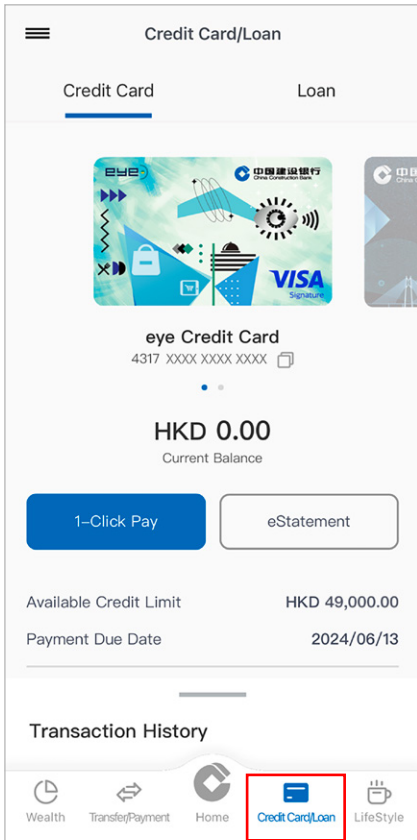 Credit Card/Loan
Credit Card
Loan
eye
中国建设银行
China Construction Bank
VISA
Signature
eye Credit Card
4317 XXXX XXXX XXXX
HKD 0.00
Current Balance
1-Click Pay
eStatement
Available Credit Limit
HKD 49,000.00
Payment Due Date
2024/06/13
Transaction History
Wealth
Transfer/Payment
Home
Credit Card/Loan
LifeStyle